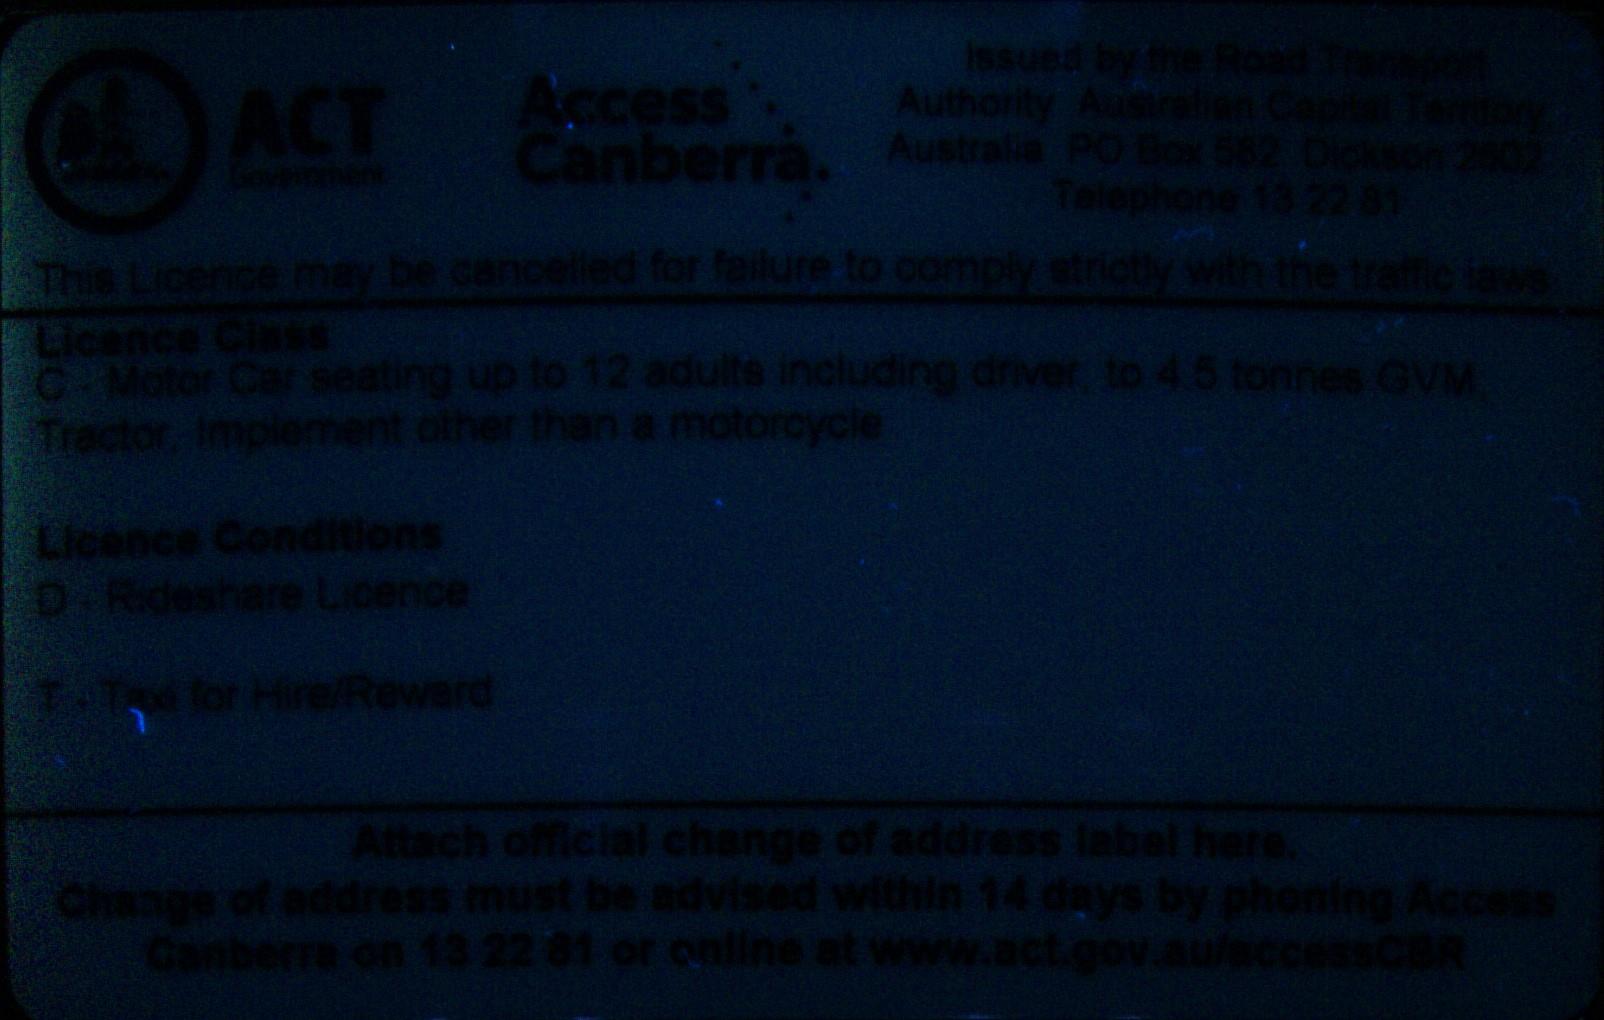 ACT
Government
Access
Canberra.
Issued by the Road Transport
Authority Australian Capital Territory
Australia PO Box 582 Dickson 2602
Telephone 13 22 81
This Licence may be cancelled for failure to comply strictly with the traffic laws
Licence Class
C - Motor Car seating up to 12 adults including driver, to 4.5 tonnes GVM,
Tractor, Implement other than a motorcycle
Licence Conditions
D - Rideshare Licence
T - Taxi for Hire/Reward
Attach official change of address label here.
Change of address must be advised within 14 days by phoning Access
Canberra on 13 22 81 or online at www.act.gov.au/accessCBR